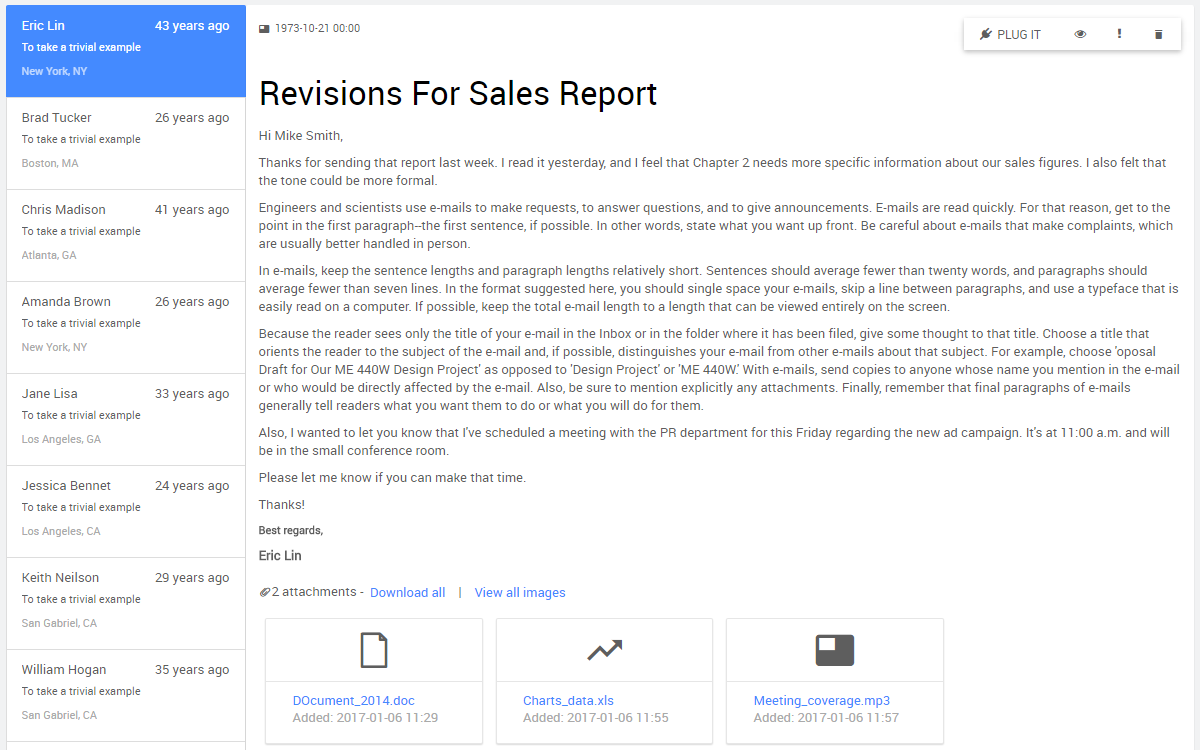 Eric Lin 43 years ago
To take a trivial example
New York, NY
Brad Tucker 26 years ago
To take a trivial example
Boston, MA
Chris Madison 41 years ago
To take a trivial example
Atlanta, GA
Amanda Brown 26 years ago
To take a trivial example
New York, NY
Jane Lisa 33 years ago
To take a trivial example
Los Angeles, GA
Jessica Bennet 24 years ago
To take a trivial example
Los Angeles, CA
Keith Neilson 29 years ago
To take a trivial example
San Gabriel, CA
William Hogan 35 years ago
To take a trivial example
San Gabriel, CA
1973-10-21 00:00
PLUG IT
Revisions For Sales Report
Hi Mike Smith,
Thanks for sending that report last week. I read it yesterday, and I feel that Chapter 2 needs more specific information about our sales figures. I also felt that
the tone could be more formal.
Engineers and scientists use e-mails to make requests, to answer questions, and to give announcements. E-mails are read quickly. For that reason, get to the
point in the first paragraph--the first sentence, if possible. In other words, state what you want up front. Be careful about e-mails that make complaints, which
are usually better handled in person.
In e-mails, keep the sentence lengths and paragraph lengths relatively short. Sentences should average fewer than twenty words, and paragraphs should
average fewer than seven lines. In the format suggested here, you should single space your e-mails, skip a line between paragraphs, and use a typeface that is
easily read on a computer. If possible, keep the total e-mail length to a length that can be viewed entirely on the screen.
Because the reader sees only the title of your e-mail in the Inbox or in the folder where it has been filed, give some thought to that title. Choose a title that
orients the reader to the subject of the e-mail and, if possible, distinguishes your e-mail from other e-mails about that subject. For example, choose 'oposal
Draft for Our ME 440W Design Project' as opposed to 'Design Project' or 'ME 440W.' With e-mails, send copies to anyone whose name you mention in the e-mail
or who would be directly affected by the e-mail. Also, be sure to mention explicitly any attachments. Finally, remember that final paragraphs of e-mails
generally tell readers what you want them to do or what you will do for them.
Also, I wanted to let you know that I've scheduled a meeting with the PR department for this Friday regarding the new ad campaign. It's at 11:00 a.m. and will
be in the small conference room.
Please let me know if you can make that time.
Thanks!
Best regards,
Eric Lin
2 attachments - Download all | View all images
DOcument_2014.doc
Added: 2017-01-06 11:29
Charts_data.xls
Added: 2017-01-06 11:55
Meeting_coverage.mp3
Added: 2017-01-06 11:57